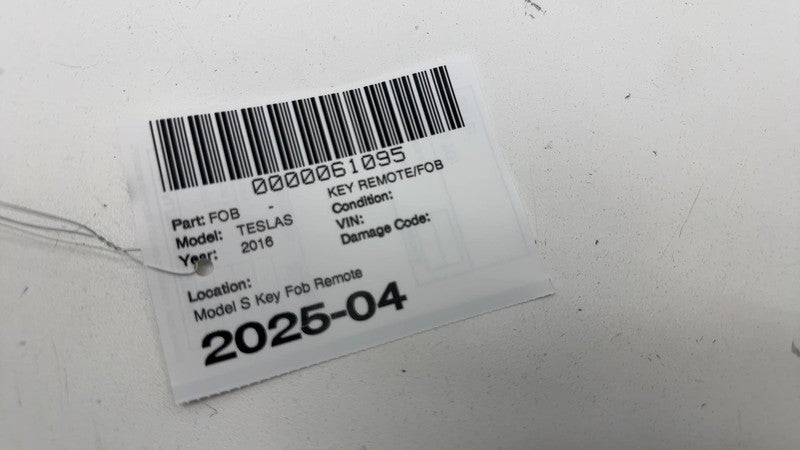 0000061095
Part: FOB - KEY REMOTE/FOB
Model: TESLAS Condition:
Year: 2016 VIN:
Damage Code:
Location:
Model S Key Fob Remote
2025-04